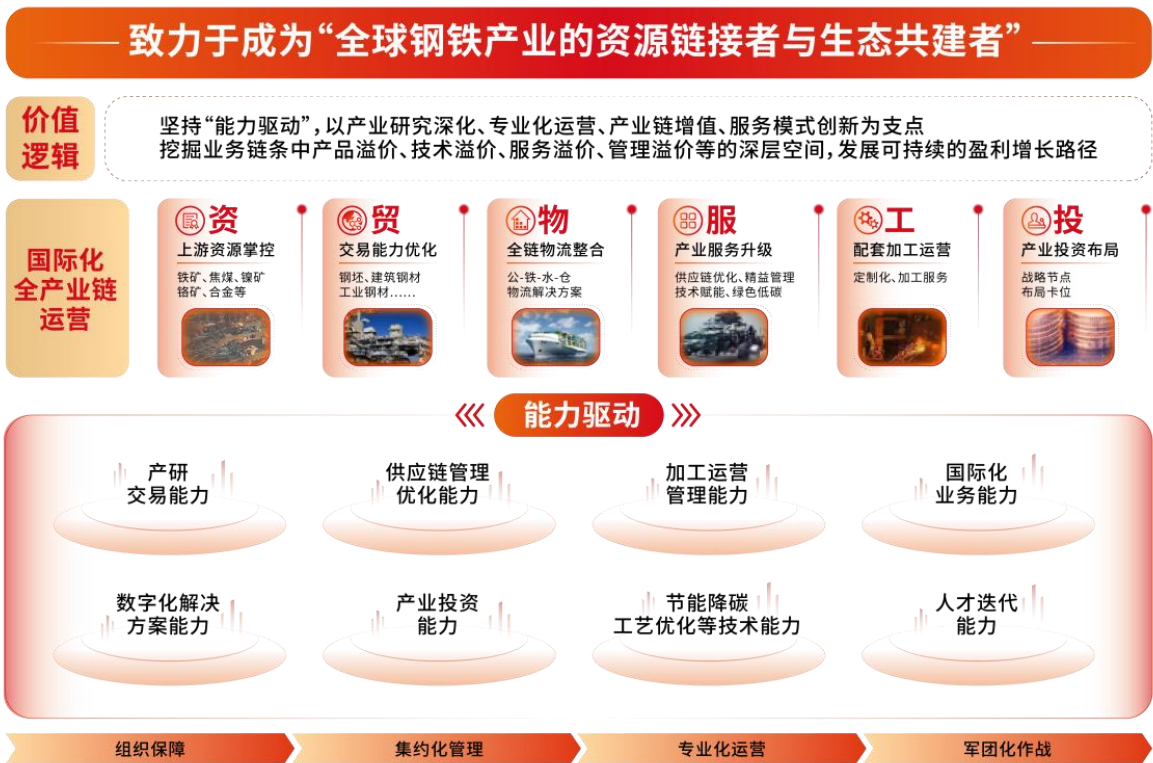 致力于成为“全球钢铁产业的资源链接者与生态共建者”
价值
逻辑
坚持“能力驱动”，以产业研究深化、专业化运营、产业链增值、服务模式创新为支点
挖掘业务链条中产品溢价、技术溢价、服务溢价、管理溢价等的深层空间，发展可持续的盈利增长路径
国际化
全产业链
运营
资
上游资源掌控
铁矿、焦煤、镍矿
铬矿、合金等
贸
交易能力优化
钢坯、建筑钢材
工业钢材……
物
全链物流整合
公-铁-水-仓
物流解决方案
服
产业服务升级
供应链优化、精益管理
技术赋能、绿色低碳
工
配套加工运营
定制化、加工服务
投
产业投资布局
战略节点
布局卡位
能力驱动
产研
交易能力
供应链管理
优化能力
加工运营
管理能力
国际化
业务能力
数字化解决
方案能力
产业投资
能力
节能降碳
工艺优化等技术能力
人才迭代
能力
组织保障
集约化管理
专业化运营
军团化作战